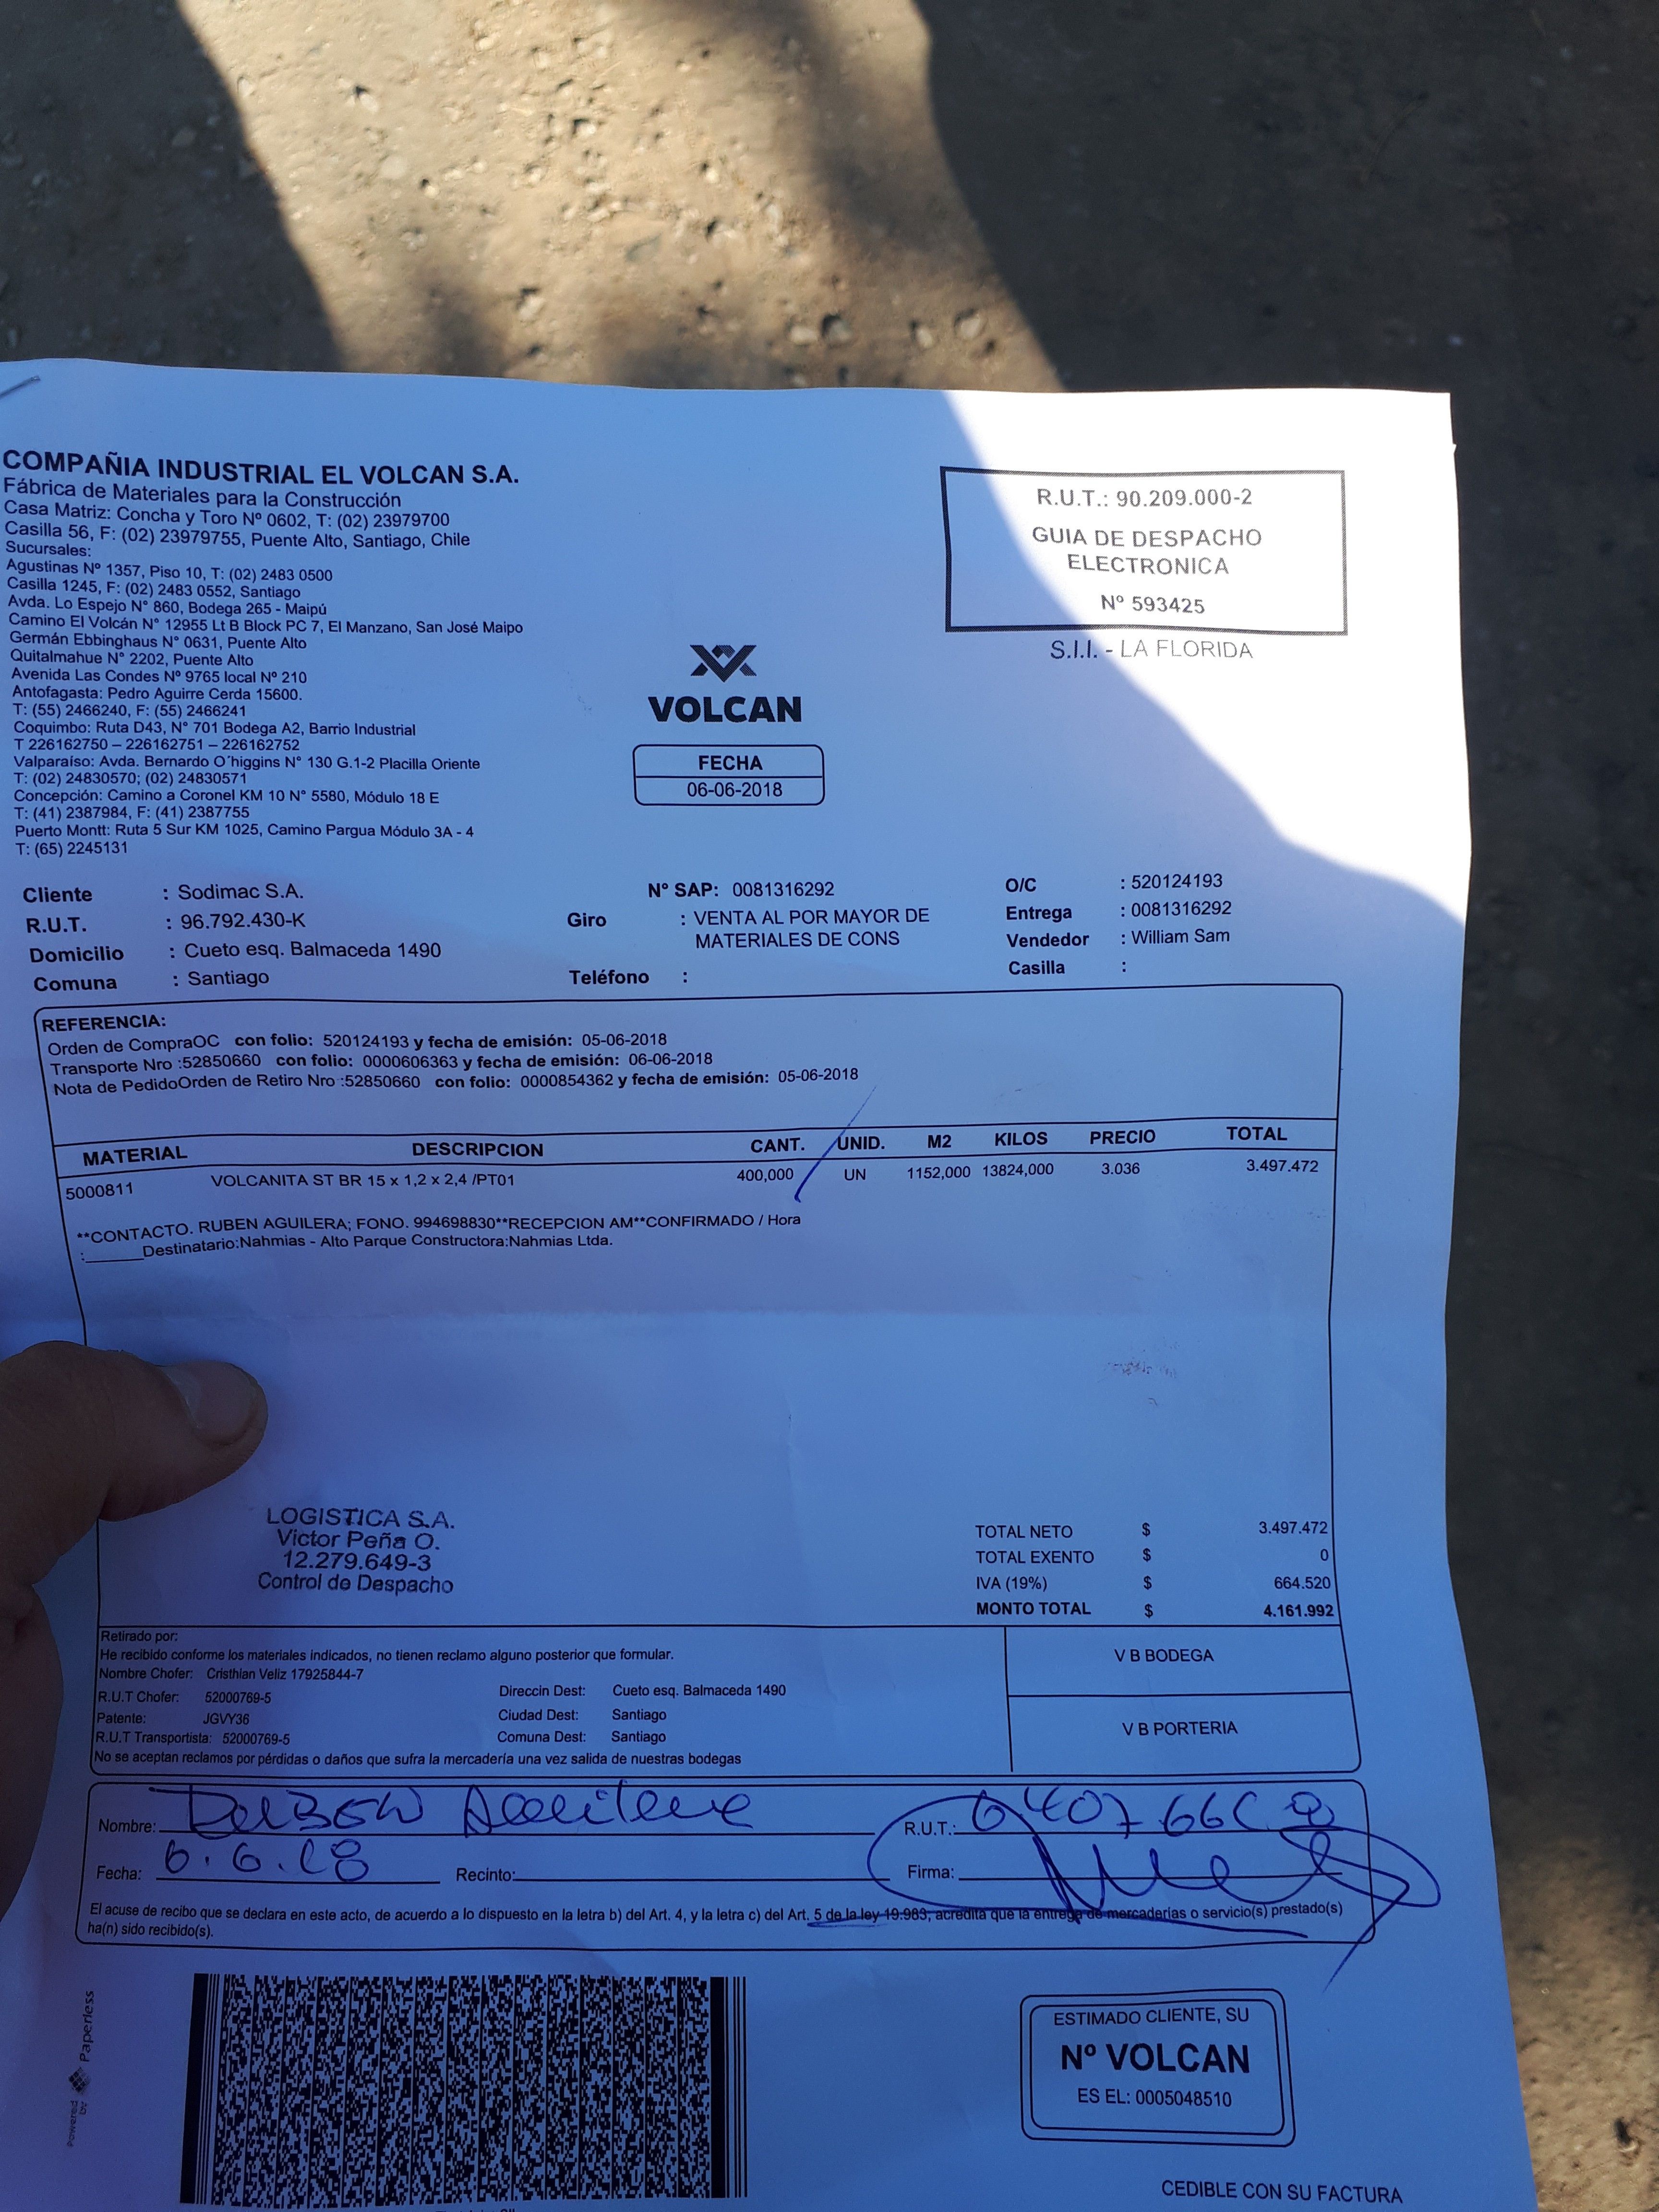 COMPAÑIA INDUSTRIAL EL VOLCAN S.A.
Fábrica de Materiales para la Construcción
Casa Matriz: Concha y Toro Nº 0602, T: (02) 23979700
Casilla 56, F: (02) 23979755, Puente Alto, Santiago, Chile
Sucursales:
Agustinas Nº 1357, Piso 10, T: (02) 2483 0500
Casilla 1245, F: (02) 2483 0552, Santiago
Avda. Lo Espejo N° 860, Bodega 265 - Maipú
Camino El Volcán N° 12955 Lt B Block PC 7, El Manzano, San José Maipo
Germán Ebbinghaus N° 0631, Puente Alto
Quitalmahue N° 2202, Puente Alto
Avenida Las Condes Nº 9765 local Nº 210
Antofagasta: Pedro Aguirre Cerda 15600.
T: (55) 2466240, F: (55) 2466241
Coquimbo: Ruta D43, N° 701 Bodega A2, Barrio Industrial
T 226162750 – 226162751 – 226162752
Valparaíso: Avda. Bernardo O´higgins N° 130 G.1-2 Placilla Oriente
T: (02) 24830570; (02) 24830571
Concepción: Camino a Coronel KM 10 N° 5580, Módulo 18 E
T: (41) 2387984, F: (41) 2387755
Puerto Montt: Ruta 5 Sur KM 1025, Camino Pargua Módulo 3A - 4
T: (65) 2245131
R.U.T.: 90.209.000-2
GUIA DE DESPACHO
ELECTRONICA
Nº 593425
S.I.I. - LA FLORIDA
VOLCAN
FECHA
06-06-2018
Cliente : Sodimac S.A.
R.U.T. : 96.792.430-K
Domicilio : Cueto esq. Balmaceda 1490
Comuna : Santiago
Nº SAP: 0081316292
Giro : VENTA AL POR MAYOR DE
MATERIALES DE CONS
Teléfono :
O/C : 520124193
Entrega : 0081316292
Vendedor : William Sam
Casilla :
REFERENCIA:
Orden de CompraOC con folio: 520124193 y fecha de emisión: 05-06-2018
Transporte Nro :52850660 con folio: 0000606363 y fecha de emisión: 06-06-2018
Nota de PedidoOrden de Retiro Nro :52850660 con folio: 0000854362 y fecha de emisión: 05-06-2018
MATERIAL DESCRIPCION CANT. UNID. M2 KILOS PRECIO TOTAL
5000811 VOLCANITA ST BR 15 x 1,2 x 2,4 /PT01 400,000 UN 1152,000 13824,000 3.036 3.497.472
**CONTACTO. RUBEN AGUILERA; FONO. 994698830**RECEPCION AM**CONFIRMADO / Hora
:______Destinatario:Nahmias - Alto Parque Constructora:Nahmias Ltda.
LOGISTICA S.A.
Victor Peña O.
12.279.649-3
Control de Despacho
TOTAL NETO $ 3.497.472
TOTAL EXENTO $ 0
IVA (19%) $ 664.520
MONTO TOTAL $ 4.161.992
Retirado por:
He recibido conforme los materiales indicados, no tienen reclamo alguno posterior que formular.
Nombre Chofer: Cristhian Veliz 17925844-7
R.U.T Chofer: 52000769-5
Patente: JGVY36
R.U.T Transportista: 52000769-5
Direccin Dest: Cueto esq. Balmaceda 1490
Ciudad Dest: Santiago
Comuna Dest: Santiago
No se aceptan reclamos por pérdidas o daños que sufra la mercadería una vez salida de nuestras bodegas
V B BODEGA
V B PORTERIA
Nombre:
R.U.T.:
Fecha: 6.6.18 Recinto:
Firma:
El acuse de recibo que se declara en este acto, de acuerdo a lo dispuesto en la letra b) del Art. 4, y la letra c) del Art. 5 de la ley 19.983, acredita que la entrega de mercaderías o servicio(s) prestado(s)
ha(n) sido recibido(s).
powered by Paperless
ESTIMADO CLIENTE, SU
Nº VOLCAN
ES EL: 0005048510
CEDIBLE CON SU FACTURA